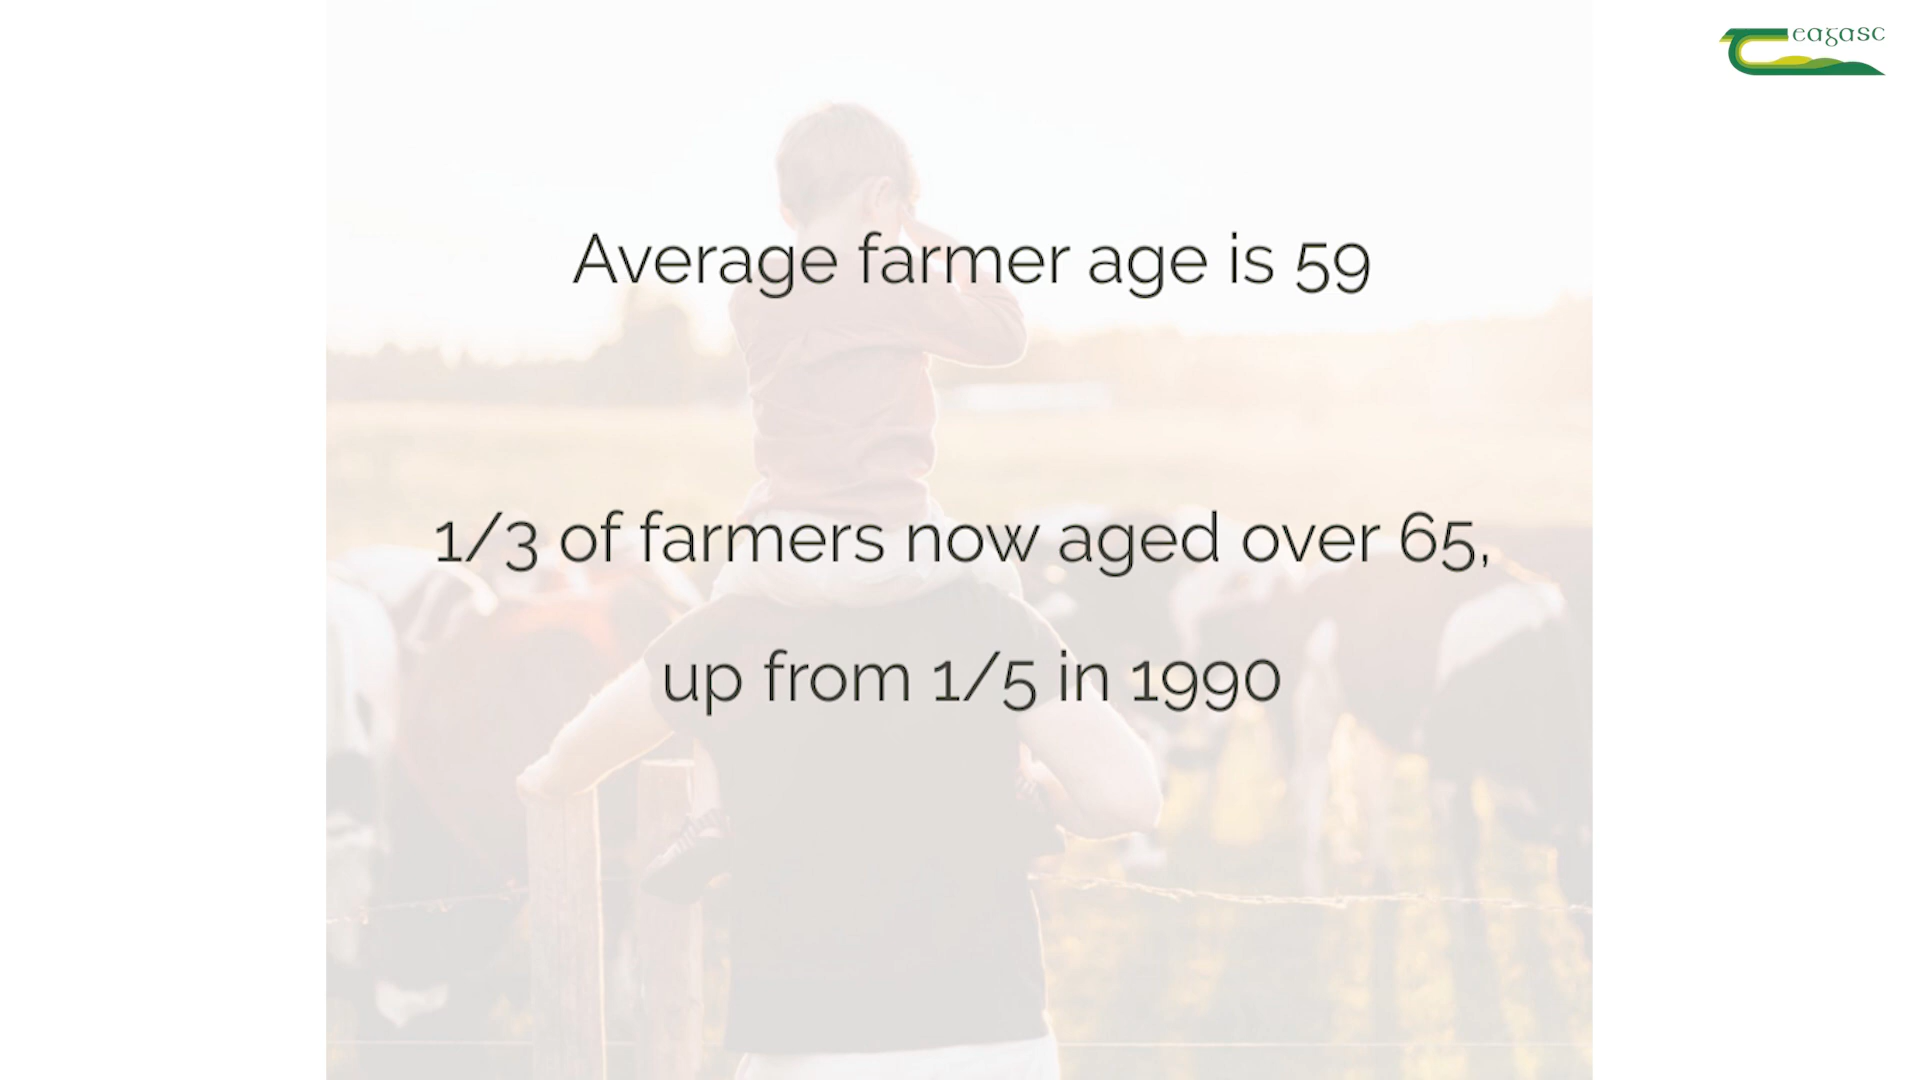 Teagasc
Average farmer age is 59
1/3 of farmers now aged over 65,
up from 1/5 in 1990